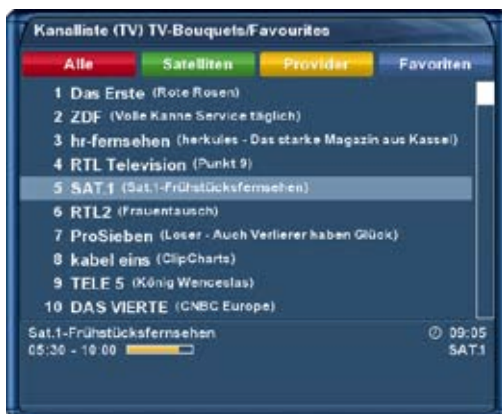 Kanalliste (TV) TV-Bouquets/Favourites
Alle Satelliten Provider Favoriten
1 Das Erste (Rote Rosen)
2 ZDF (Volle Kanne Service täglich)
3 hr-fernsehen (herkules - Das starke Magazin aus Kassel)
4 RTL Television (Punkt 9)
5 SAT.1 (Sat.1-Frühstücksfernsehen)
6 RTL2 (Frauentausch)
7 ProSieben (Loser - Auch Verlierer haben Glück)
8 kabel eins (ClipCharts)
9 TELE 5 (König Wenceslas)
10 DAS VIERTE (CNBC Europe)
Sat.1-Frühstücksfernsehen 09:05
05:30 - 10:00 SAT.1